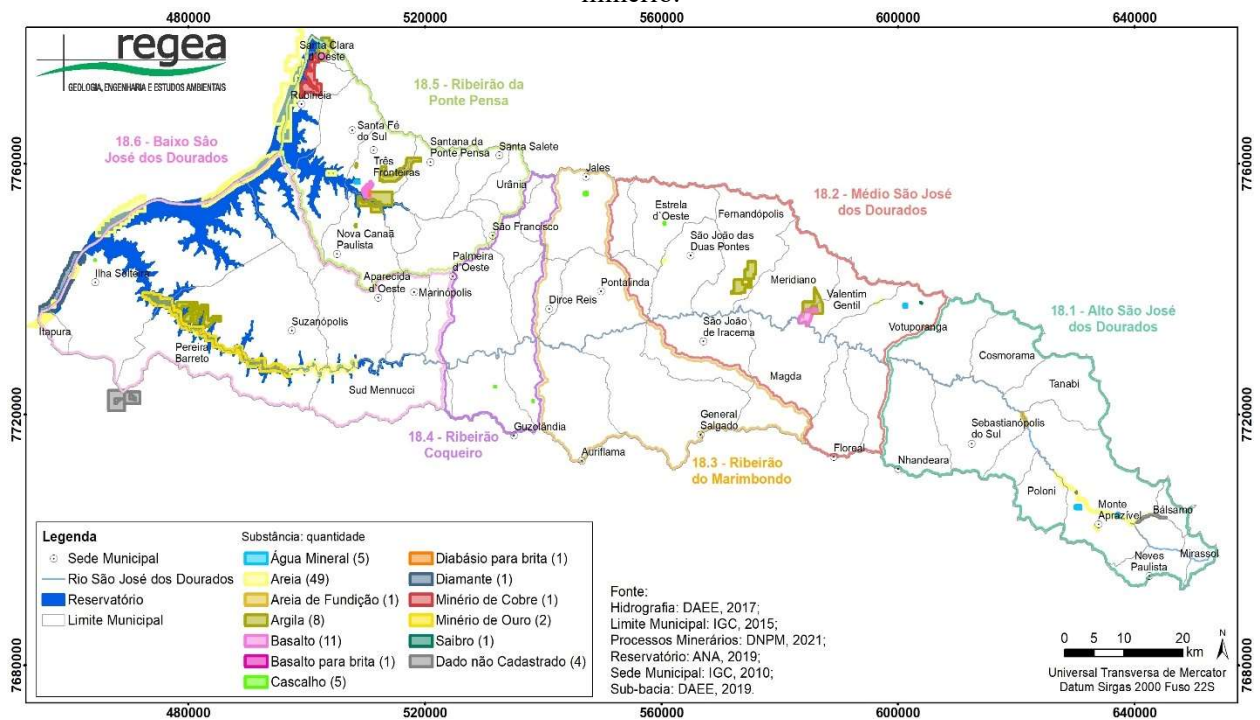 minério.
480000 520000 560000 600000 640000
regea
GEOLOGIA, ENGENHARIA E ESTUDOS AMBIENTAIS
7760000
7720000
7680000
7760000
7720000
7680000
18.5 - Ribeirão da
Ponte Pensa
18.6 - Baixo São
José dos Dourados
18.2 - Médio São José
dos Dourados
18.1 - Alto São José
dos Dourados
18.4 - Ribeirão
Coqueiro
18.3 - Ribeirão
do Marimbondo
Santa Clara
d'Oeste
Rubinéia
Santa Fé
do Sul
Três
Fronteiras
Santana da
Ponte Pensa
Santa Salete
Urânia
Jales
Nova Canaã
Paulista
São Francisco
Palmeira
d'Oeste
Aparecida
d'Oeste
Marinópolis
Ilha Solteira
Itapura
Pereira
Barreto
Suzanópolis
Sud Mennucci
Dirce Reis
Pontalinda
Estrela
d'Oeste
Fernandópolis
São João das
Duas Pontes
Meridiano
Valentim
Gentil
Votuporanga
São João
de Iracema
Magda
General
Salgado
Guzolândia
Auriflama
Floreal
Nhandeara
Cosmorama
Tanabi
Sebastianópolis
do Sul
Poloni
Monte
Aprazível
Bálsamo
Neves
Paulista
Mirassol
Legenda
Sede Municipal
Rio São José dos Dourados
Reservatório
Limite Municipal
Substância: quantidade
Água Mineral (5)
Areia (49)
Areia de Fundição (1)
Argila (8)
Basalto (11)
Basalto para brita (1)
Cascalho (5)
Diabásio para brita (1)
Diamante (1)
Minério de Cobre (1)
Minério de Ouro (2)
Saibro (1)
Dado não Cadastrado (4)
Fonte:
Hidrografia: DAEE, 2017;
Limite Municipal: IGC, 2015;
Processos Minerários: DNPM, 2021;
Reservatório: ANA, 2019;
Sede Municipal: IGC, 2010;
Sub-bacia: DAEE, 2019.
0 5 10 20
km
N
Universal Transversa de Mercator
Datum Sirgas 2000 Fuso 22S
480000 520000 560000 600000 640000